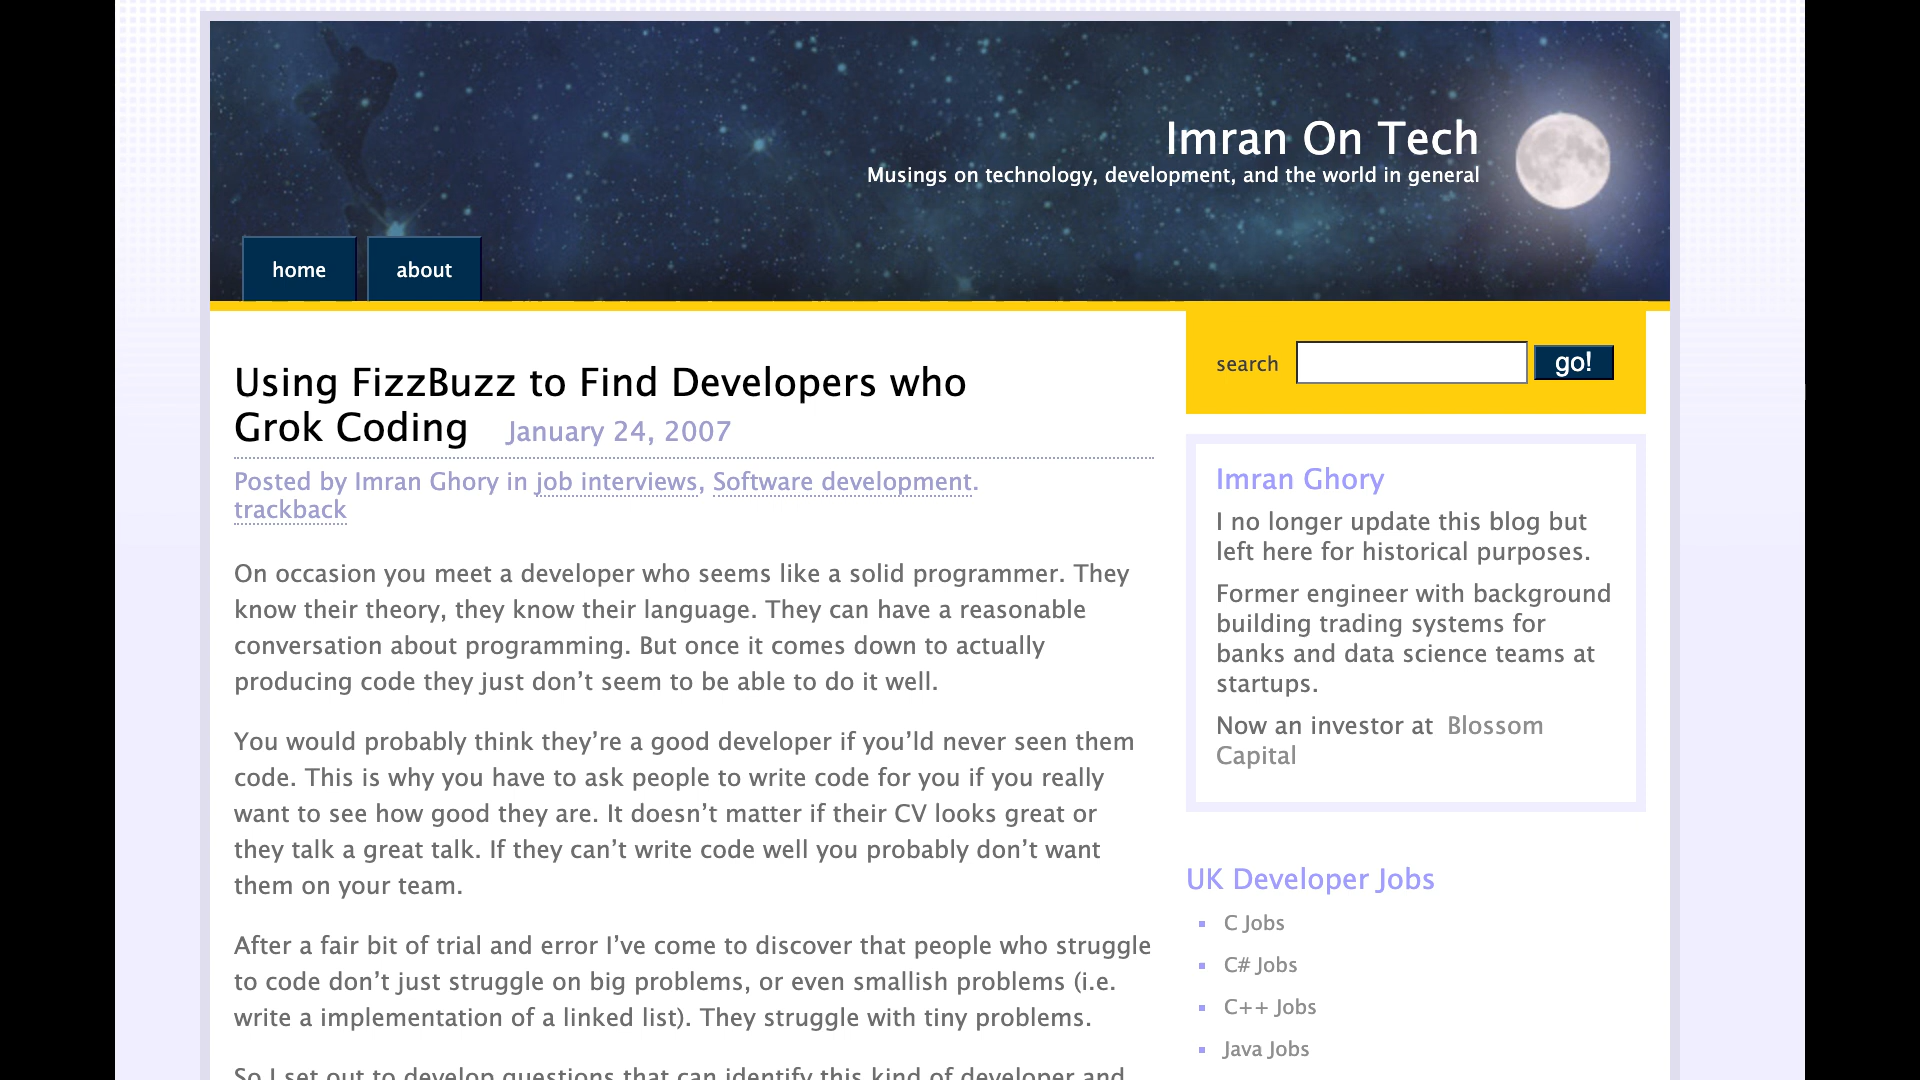 Imran On Tech
Musings on technology, development, and the world in general
home
about
search
go!
Using FizzBuzz to Find Developers who
Grok Coding January 24, 2007
Posted by Imran Ghory in job interviews, Software development.
trackback
On occasion you meet a developer who seems like a solid programmer. They
know their theory, they know their language. They can have a reasonable
conversation about programming. But once it comes down to actually
producing code they just don’t seem to be able to do it well.
You would probably think they’re a good developer if you’ld never seen them
code. This is why you have to ask people to write code for you if you really
want to see how good they are. It doesn’t matter if their CV looks great or
they talk a great talk. If they can’t write code well you probably don’t want
them on your team.
After a fair bit of trial and error I’ve come to discover that people who struggle
to code don’t just struggle on big problems, or even smallish problems (i.e.
write a implementation of a linked list). They struggle with tiny problems.
So I set out to develop questions that can identify this kind of developer and
Imran Ghory
I no longer update this blog but
left here for historical purposes.
Former engineer with background
building trading systems for
banks and data science teams at
startups.
Now an investor at Blossom
Capital
UK Developer Jobs
C Jobs
C# Jobs
C++ Jobs
Java Jobs